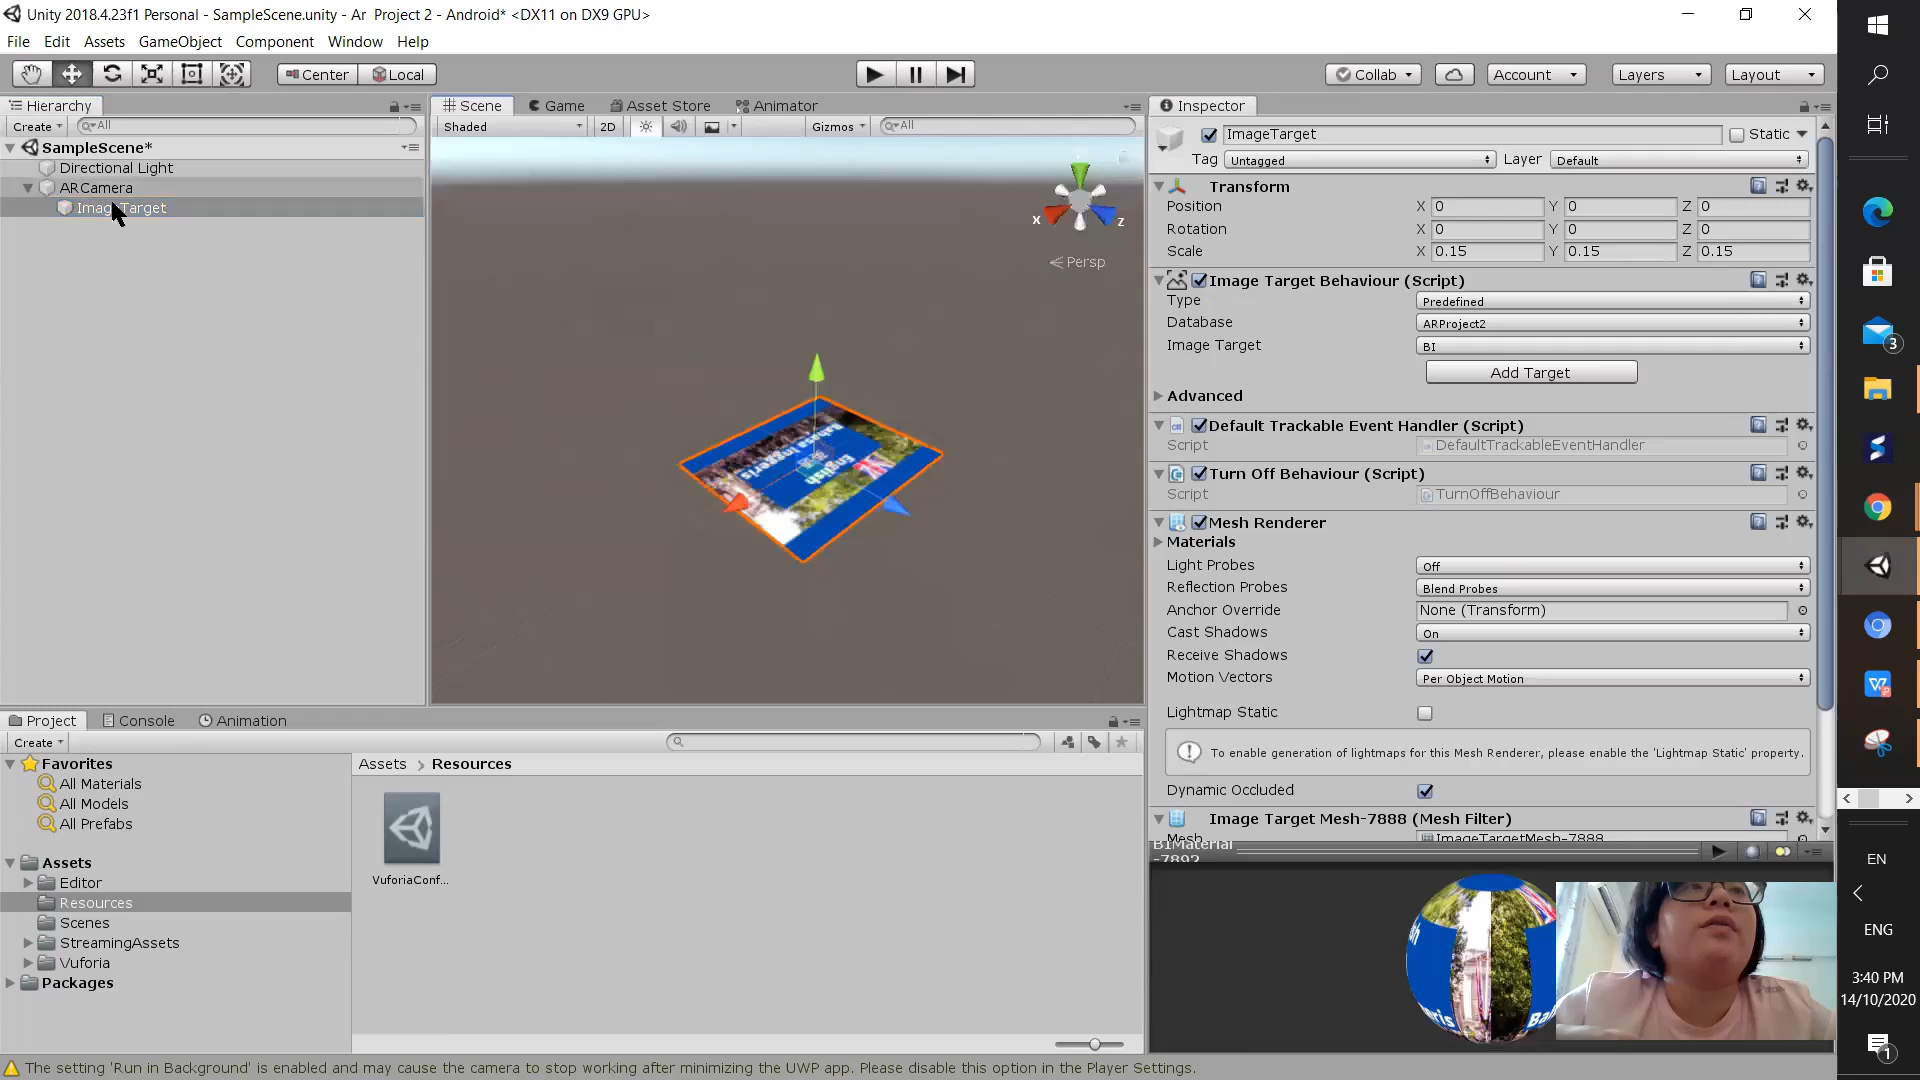 Unity 2018.4.23f1 Personal - SampleScene.unity - Ar  Project 2 - Android* <DX11 on DX9 GPU>
File Edit Assets GameObject Component Window Help
Center Local Collab Account Layers Layout
Hierarchy
Create All
SampleScene*
Directional Light
ARCamera
ImageTarget
Scene Game Asset Store Animator
Shaded 2D Gizmos All
x z
Persp
Bahasa Inggeris
English
Inspector
ImageTarget Static
Tag Untagged Layer Default
Transform
Position X 0 Y 0 Z 0
Rotation X 0 Y 0 Z 0
Scale X 0.15 Y 0.15 Z 0.15
Image Target Behaviour (Script)
Type Predefined
Database ARProject2
Image Target BI
Add Target
Advanced
Default Trackable Event Handler (Script)
Script DefaultTrackableEventHandler
Turn Off Behaviour (Script)
Script TurnOffBehaviour
Mesh Renderer
Materials
Light Probes Off
Reflection Probes Blend Probes
Anchor Override None (Transform)
Cast Shadows On
Receive Shadows
Motion Vectors Per Object Motion
Lightmap Static
To enable generation of lightmaps for this Mesh Renderer, please enable the 'Lightmap Static' property.
Dynamic Occluded
Image Target Mesh-7888 (Mesh Filter)
Mesh ImageTargetMesh-7888
BIMaterial
-7892
Project Console Animation
Create
Favorites
All Materials
All Models
All Prefabs
Assets
Editor
Resources
Scenes
StreamingAssets
Vuforia
Packages
Assets > Resources
VuforiaConf...
The setting 'Run in Background' is enabled and may cause the camera to stop working after minimizing the UWP app. Please disable this option in the Player Settings.
3
EN
ENG
3:40 PM
14/10/2020
1